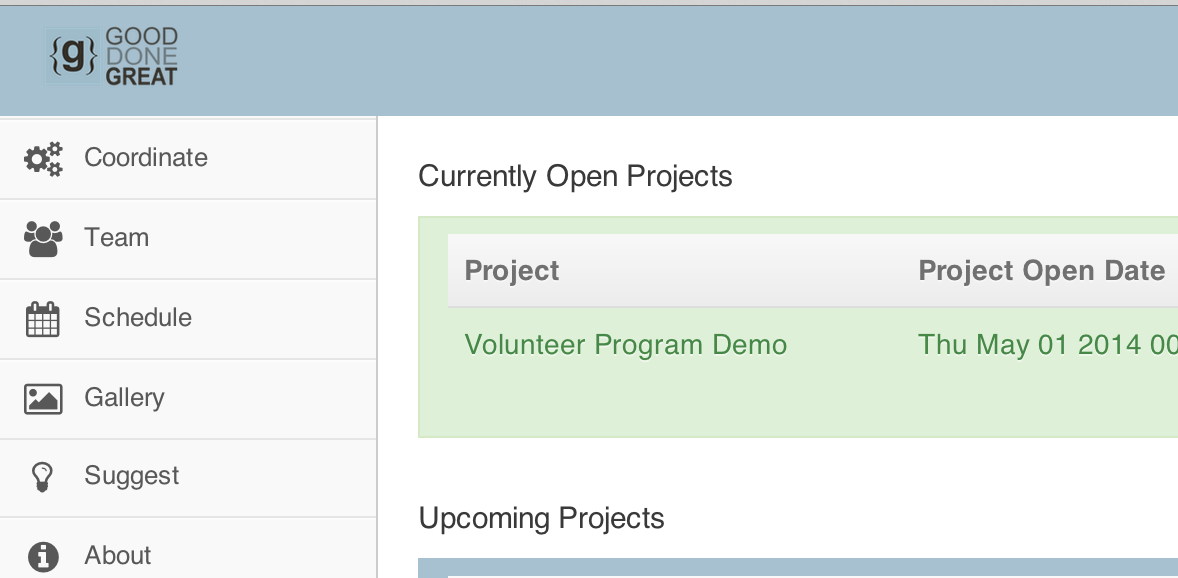 {g} GOOD
DONE
GREAT
Coordinate
Team
Schedule
Gallery
Suggest
About
Currently Open Projects
Project Project Open Date
Volunteer Program Demo Thu May 01 2014 00
Upcoming Projects